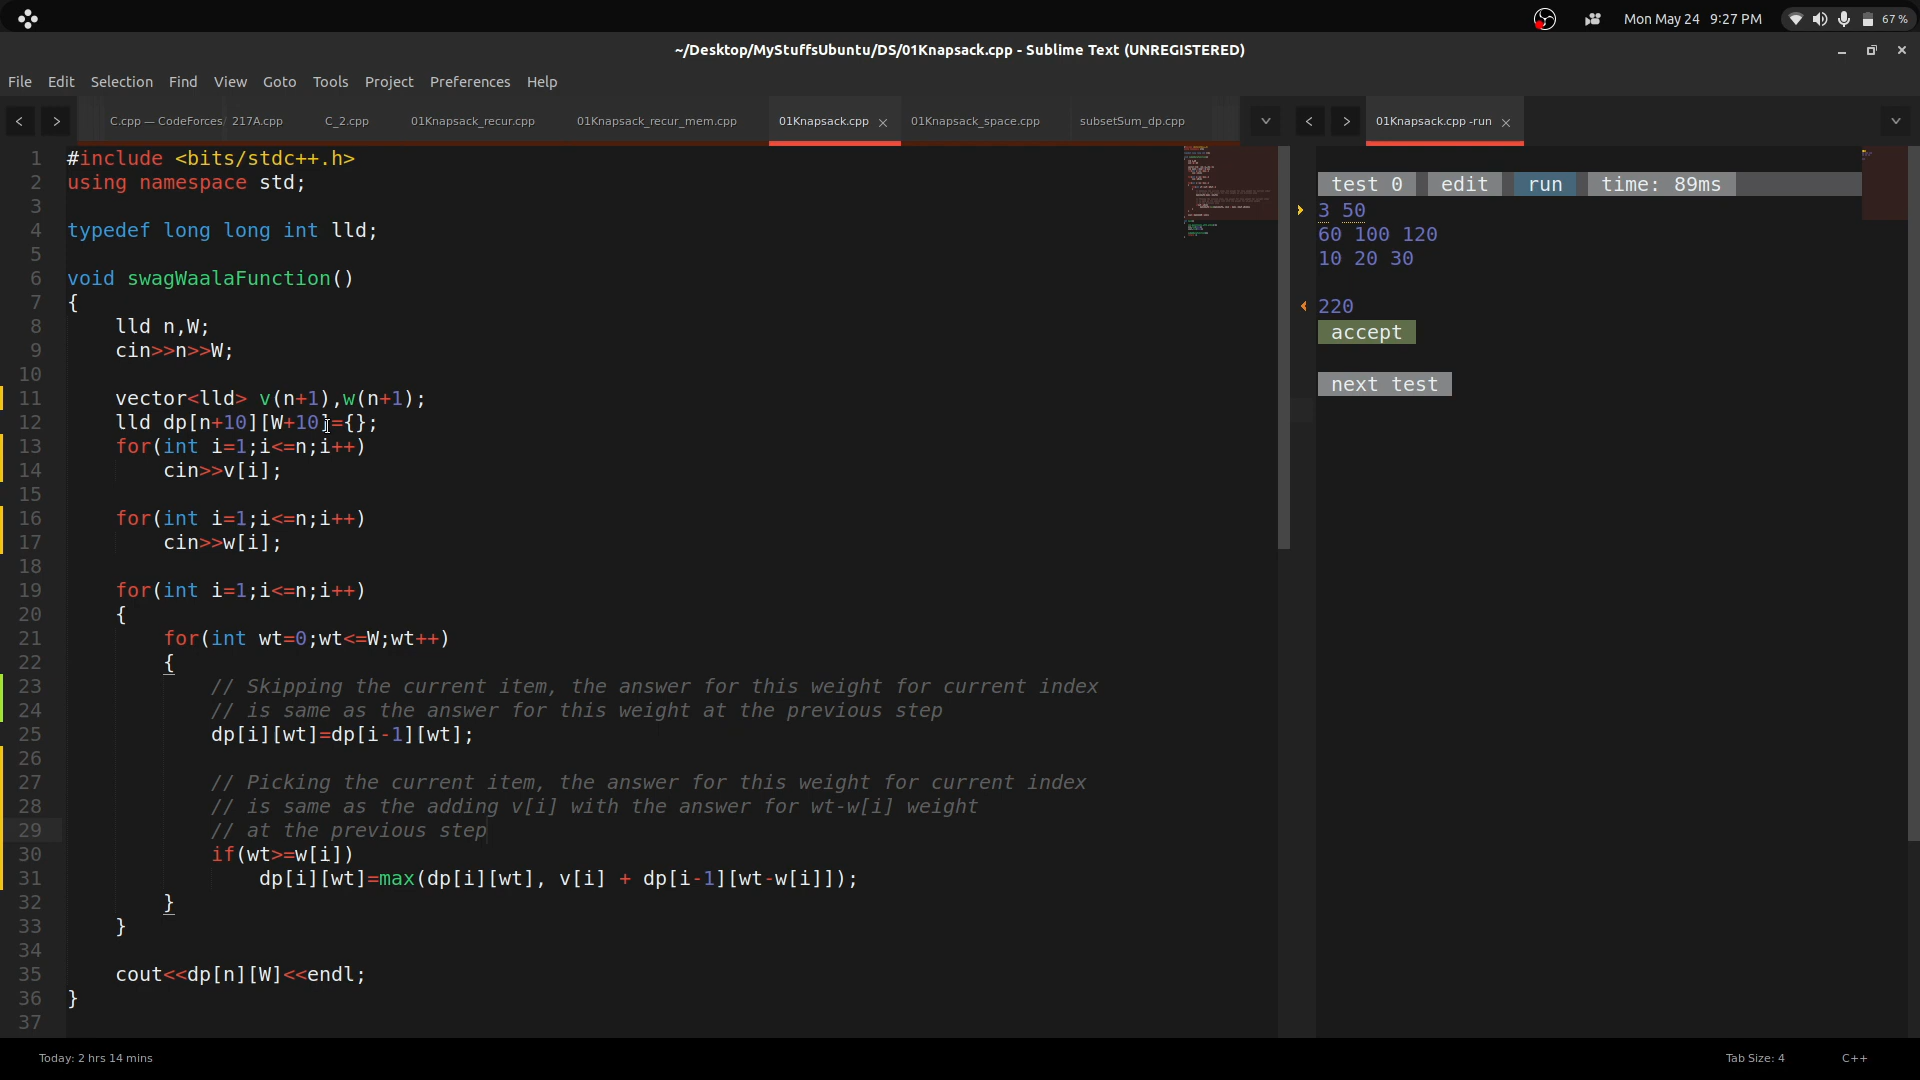 Mon May 24 9:27 PM 67 %
~/Desktop/MyStuffsUbuntu/DS/01Knapsack.cpp - Sublime Text (UNREGISTERED)
File Edit Selection Find View Goto Tools Project Preferences Help
C.cpp — CodeForces 217A.cpp C_2.cpp 01Knapsack_recur.cpp 01Knapsack_recur_mem.cpp 01Knapsack.cpp 01Knapsack_space.cpp subsetSum_dp.cpp 01Knapsack.cpp -run
1 #include <bits/stdc++.h>
2 using namespace std;
3
4 typedef long long int lld;
5
6 void swagWaalaFunction()
7 {
8 lld n,W;
9 cin>>n>>W;
10
11 vector<lld> v(n+1),w(n+1);
12 lld dp[n+10][W+10]={};
13 for(int i=1;i<=n;i++)
14 cin>>v[i];
15
16 for(int i=1;i<=n;i++)
17 cin>>w[i];
18
19 for(int i=1;i<=n;i++)
20 {
21 for(int wt=0;wt<=W;wt++)
22 {
23 // Skipping the current item, the answer for this weight for current index
24 // is same as the answer for this weight at the previous step
25 dp[i][wt]=dp[i-1][wt];
26
27 // Picking the current item, the answer for this weight for current index
28 // is same as the adding v[i] with the answer for wt-w[i] weight
29 // at the previous step
30 if(wt>=w[i])
31 dp[i][wt]=max(dp[i][wt], v[i] + dp[i-1][wt-w[i]]);
32 }
33 }
34
35 cout<<dp[n][W]<<endl;
36 }
37
test 0 edit run time: 89ms
3 50
60 100 120
10 20 30
220
accept
next test
Today: 2 hrs 14 mins Tab Size: 4 C++